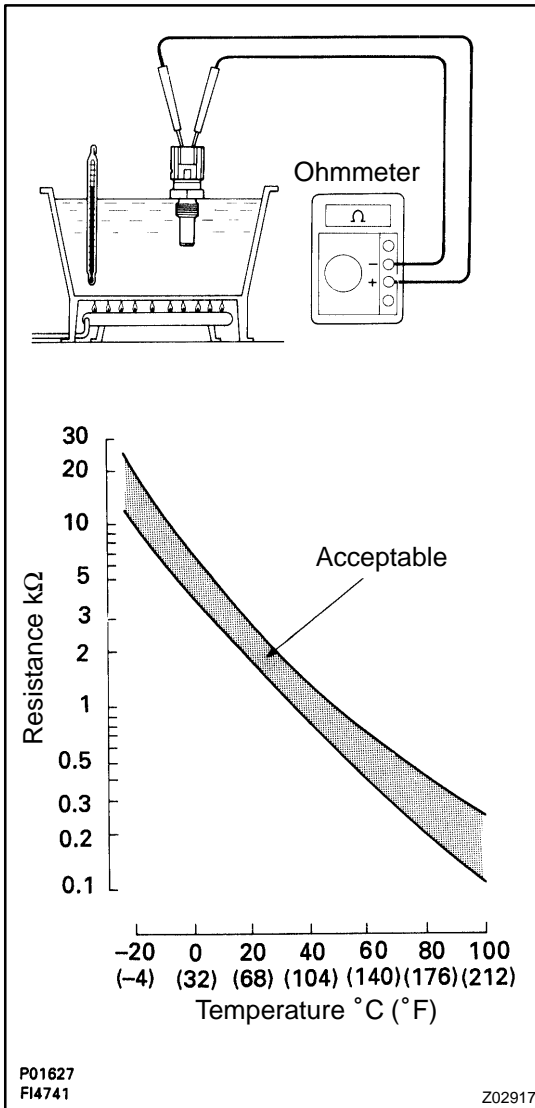 Ohmmeter
Ω
−
+
30
20
10
5
3
2
1
0.5
0.3
0.2
0.1
Resistance kΩ
Acceptable
−20 0 20 40 60 80 100
(−4) (32) (68) (104) (140) (176) (212)
Temperature °C (°F)
P01627
FI4741
Z02917